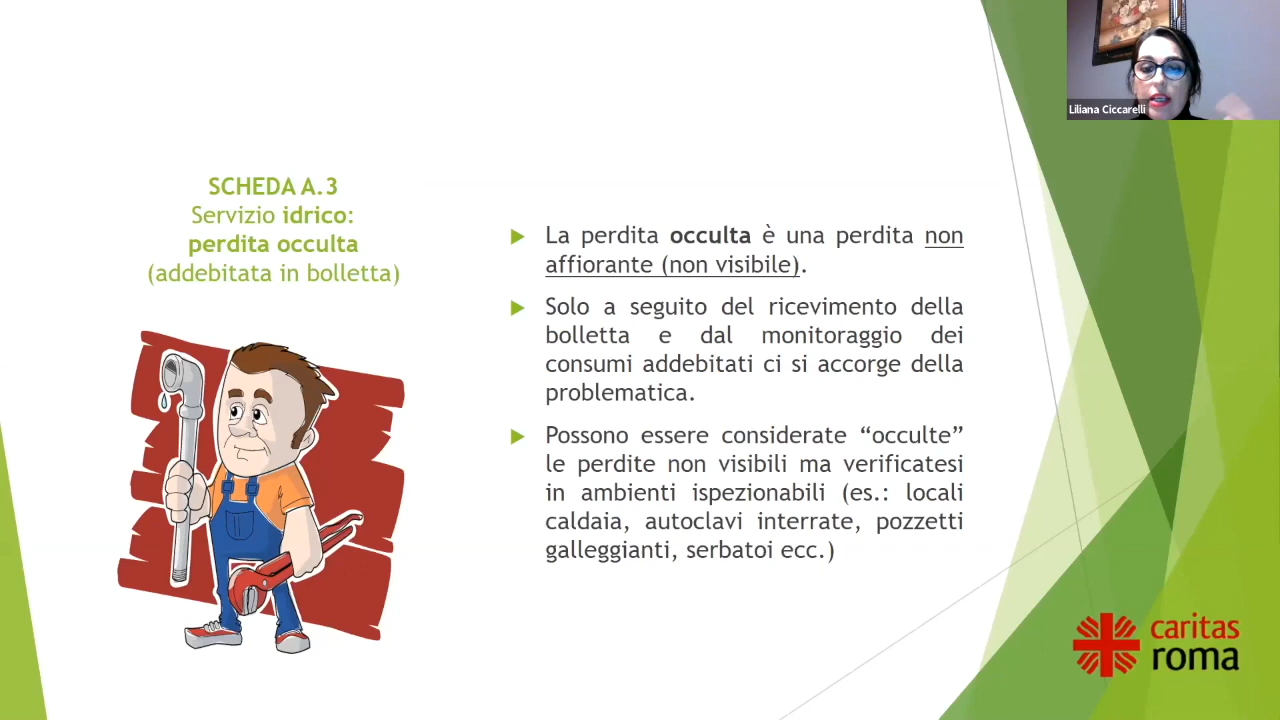 Liliana Ciccarelli
SCHEDA A.3
Servizio idrico:
perdita occulta
(addebitata in bolletta)
La perdita occulta è una perdita non
affiorante (non visibile).
Solo a seguito del ricevimento della
bolletta e dal monitoraggio dei
consumi addebitati ci si accorge della
problematica.
Possono essere considerate “occulte”
le perdite non visibili ma verificatesi
in ambienti ispezionabili (es.: locali
caldaia, autoclavi interrate, pozzetti
galleggianti, serbatoi ecc.)
caritas
roma